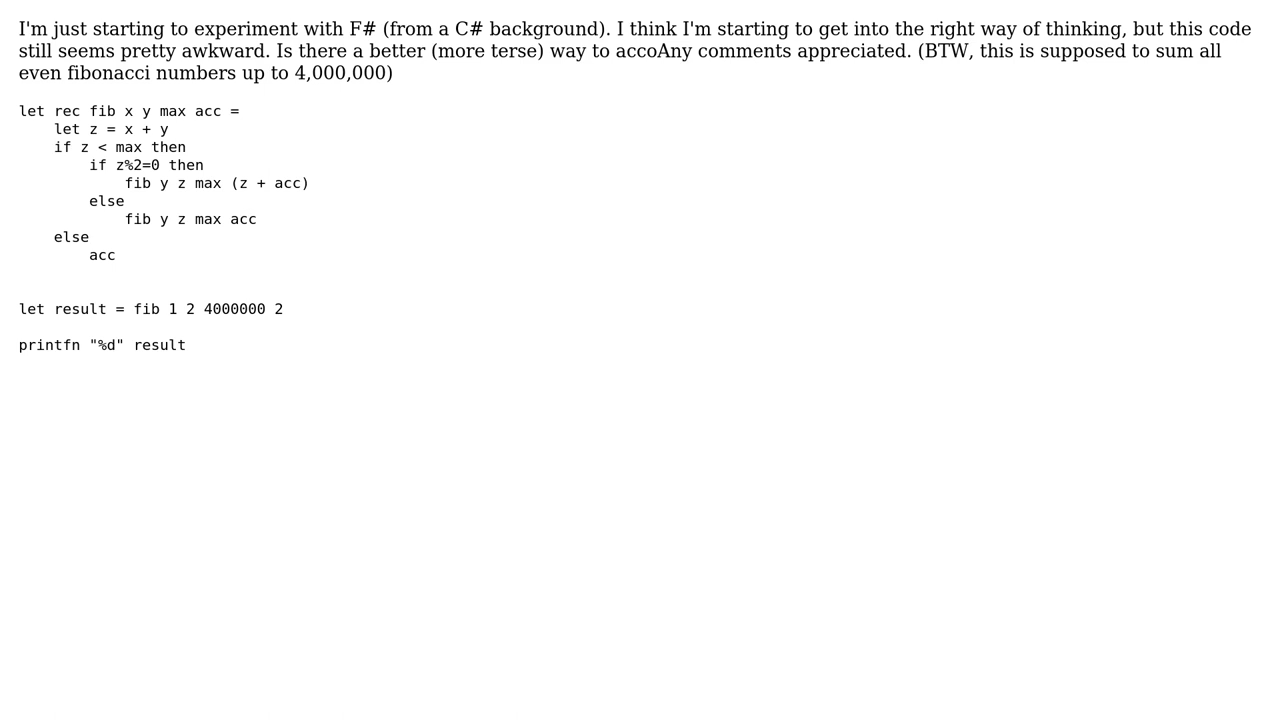 I'm just starting to experiment with F# (from a C# background). I think I'm starting to get into the right way of thinking, but this code
still seems pretty awkward. Is there a better (more terse) way to accoAny comments appreciated. (BTW, this is supposed to sum all
even fibonacci numbers up to 4,000,000)
let rec fib x y max acc =
    let z = x + y
    if z < max then
        if z%2=0 then
            fib y z max (z + acc)
        else
            fib y z max acc
    else
        acc
let result = fib 1 2 4000000 2
printfn "%d" result